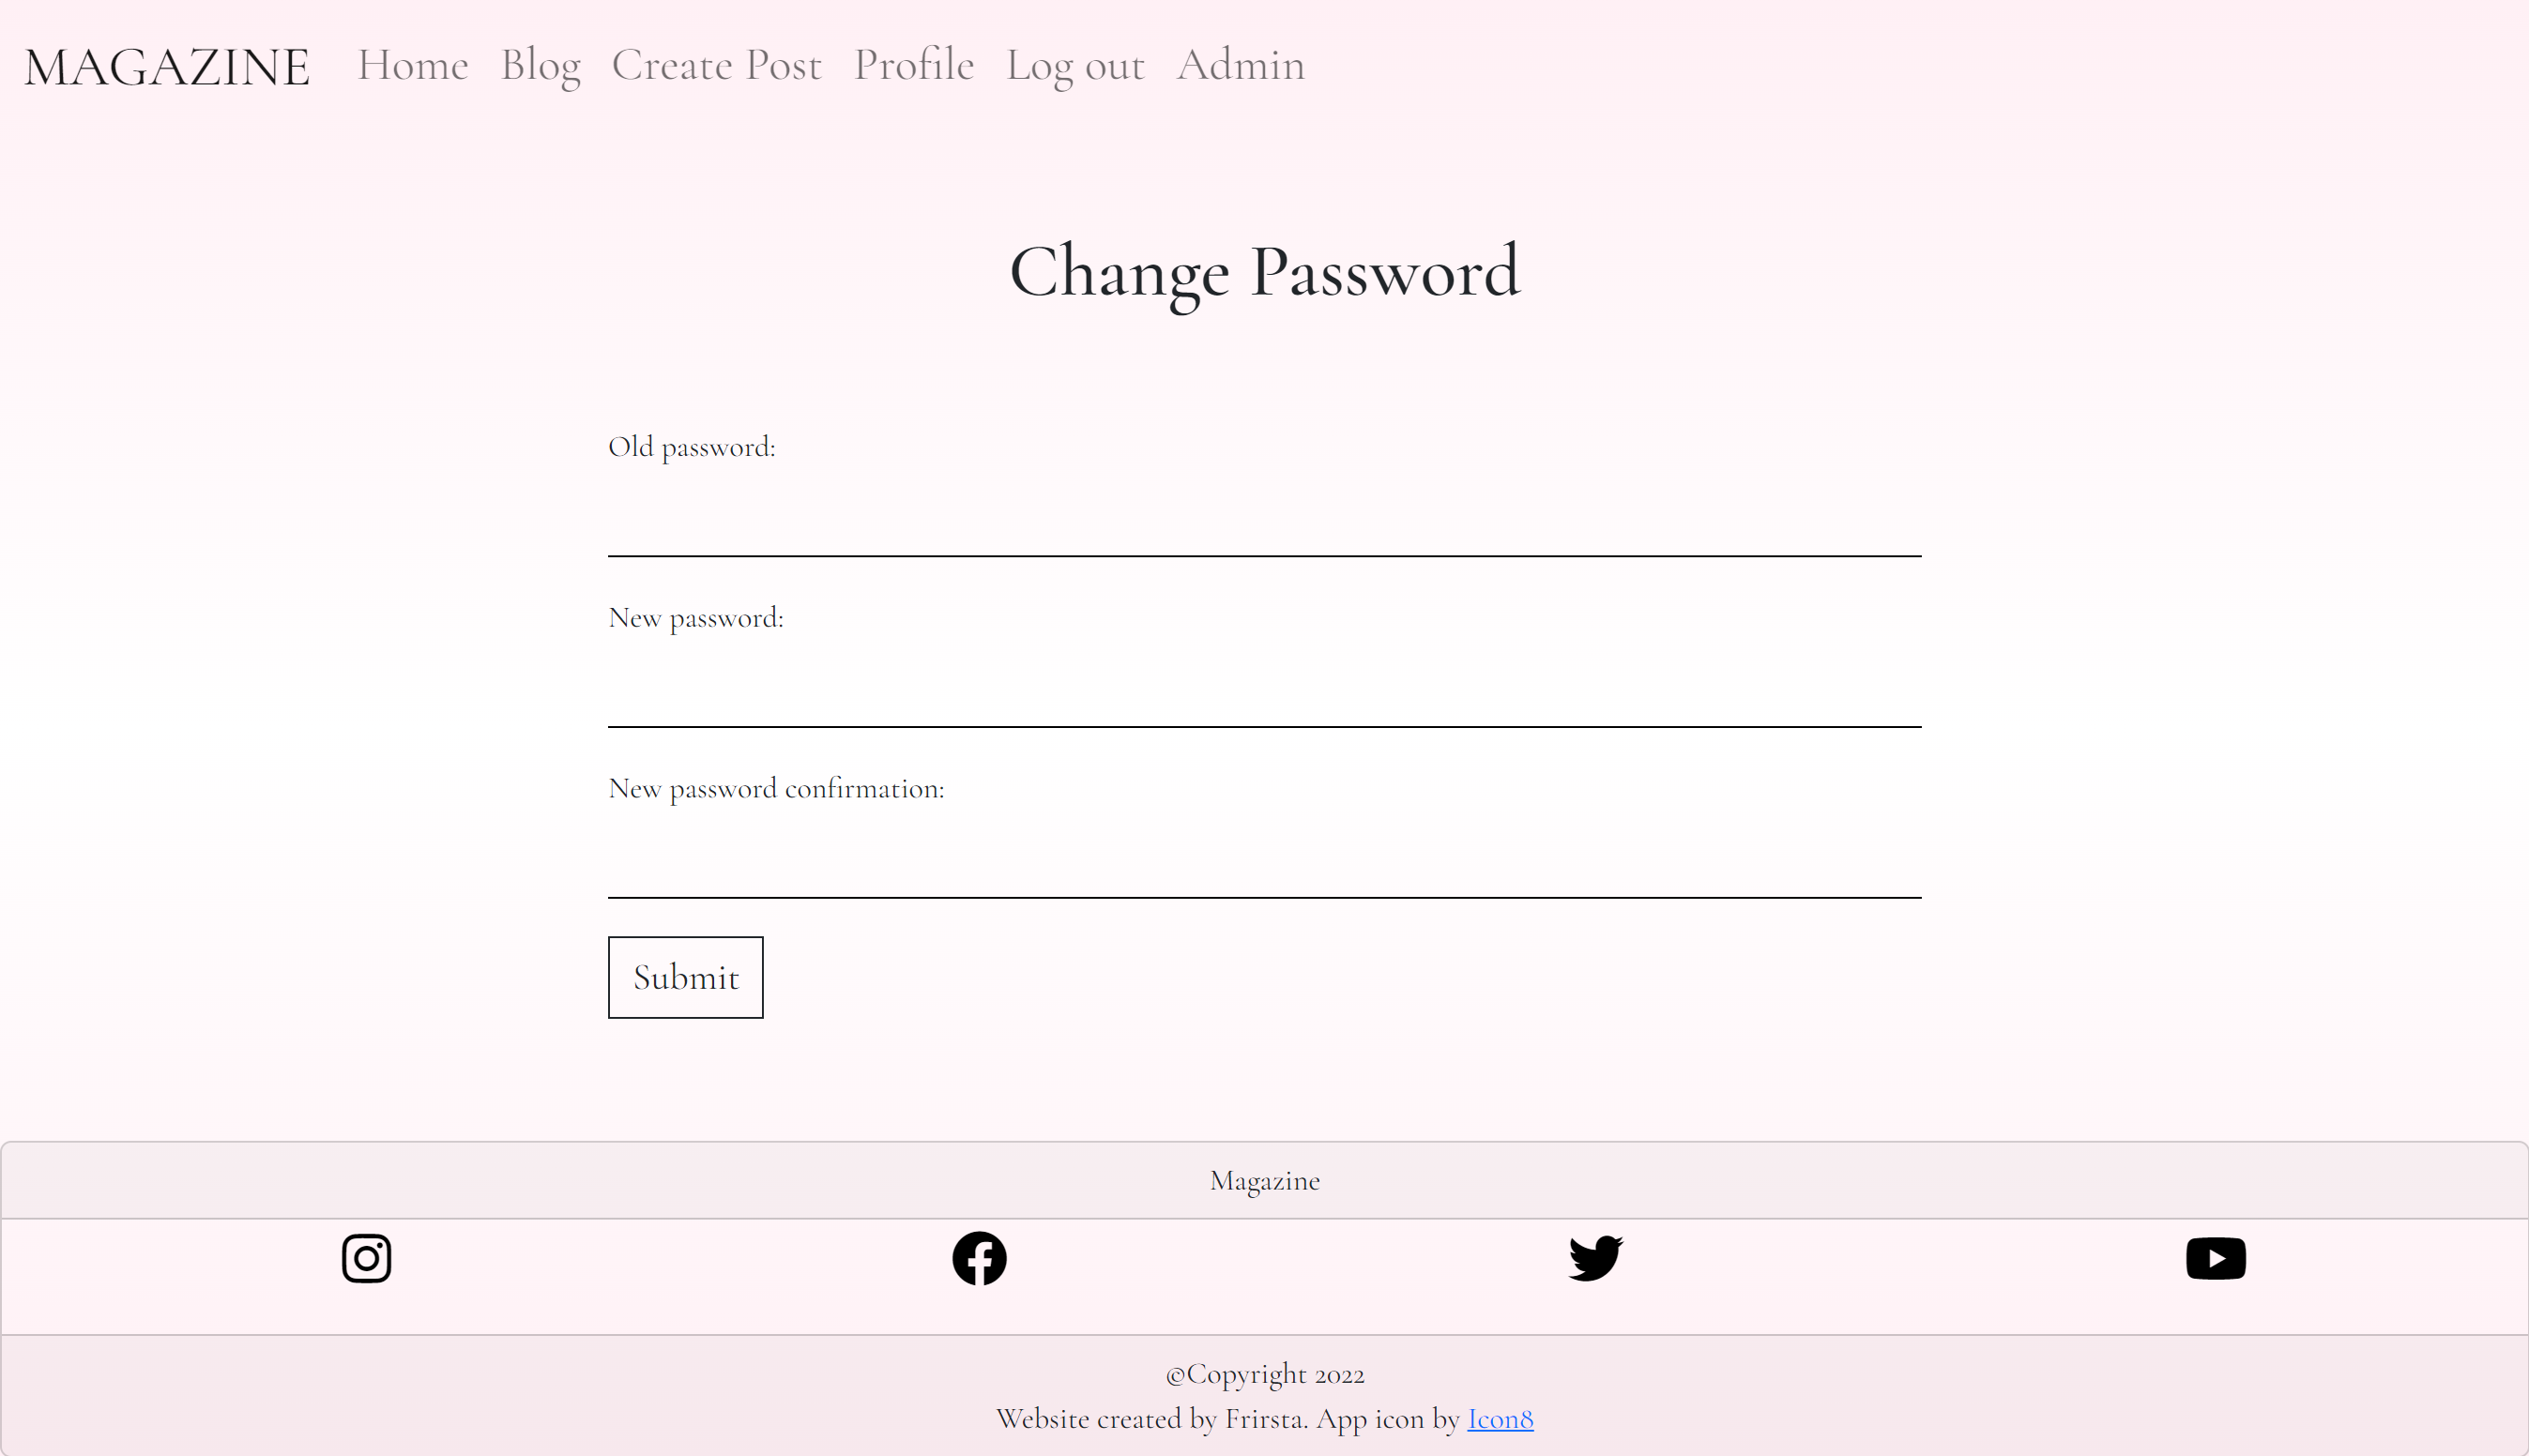 MAGAZINE Home Blog Create Post Profile Log out Admin
Change Password
Old password:
New password:
New password confirmation:
Submit
Magazine
©Copyright 2022
Website created by Frirsta. App icon by Icon8